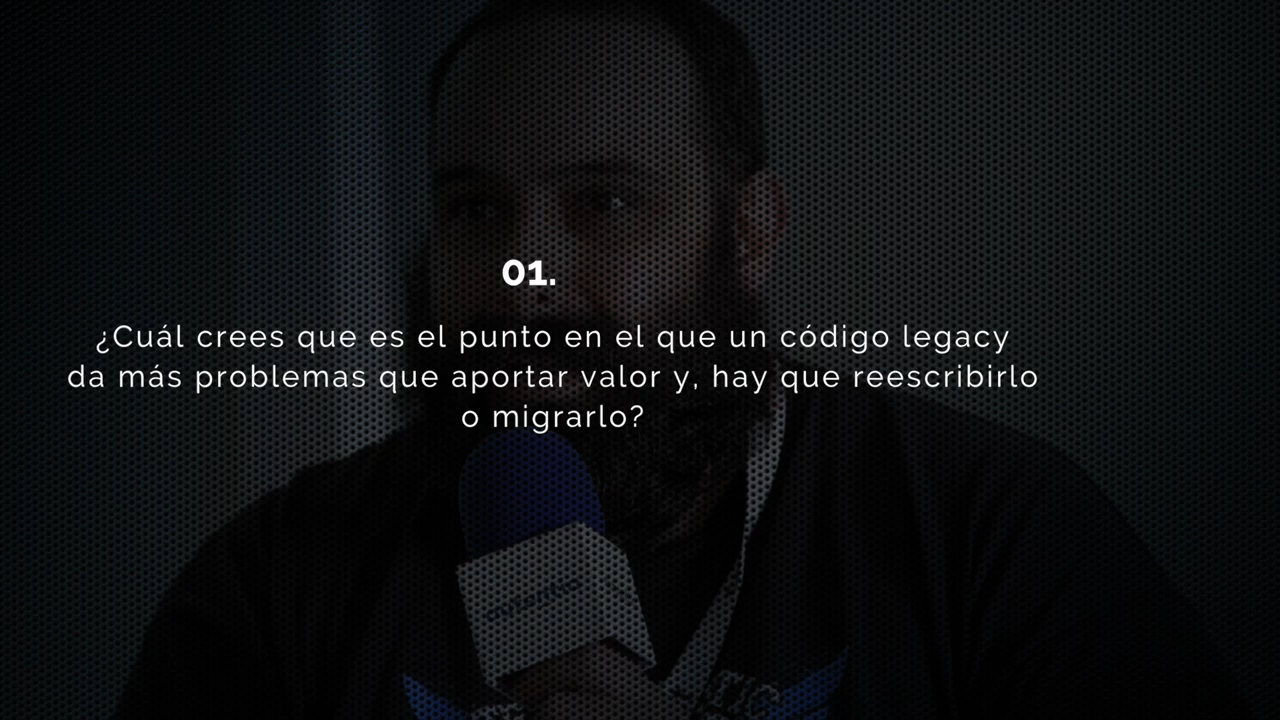 01.
¿Cuál crees que es el punto en el que un código legacy
da más problemas que aportar valor y, hay que reescribirlo
o migrarlo?